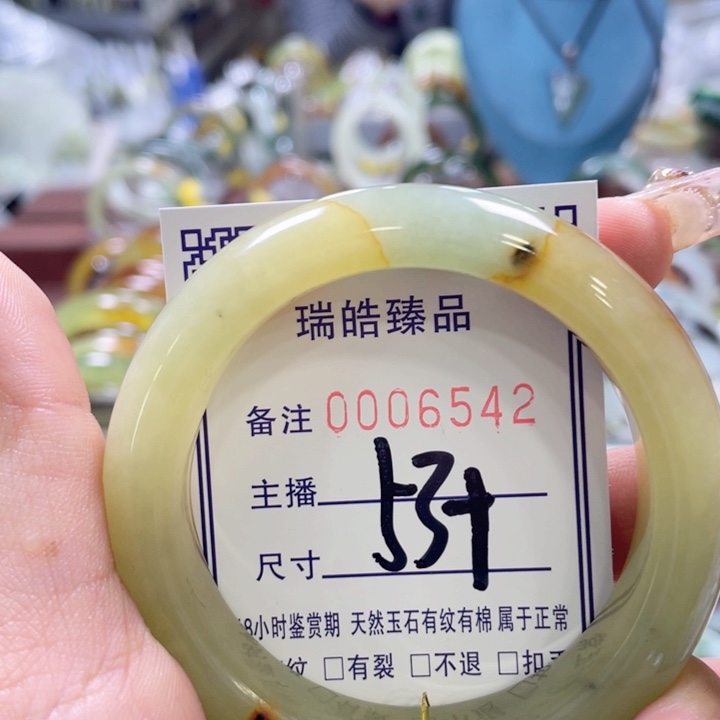 瑞皓臻品
备注 0006542
主播
尺寸
8小时鉴赏期 天然玉石有纹有棉 属于正常
纹 □有裂 □不退 □扣